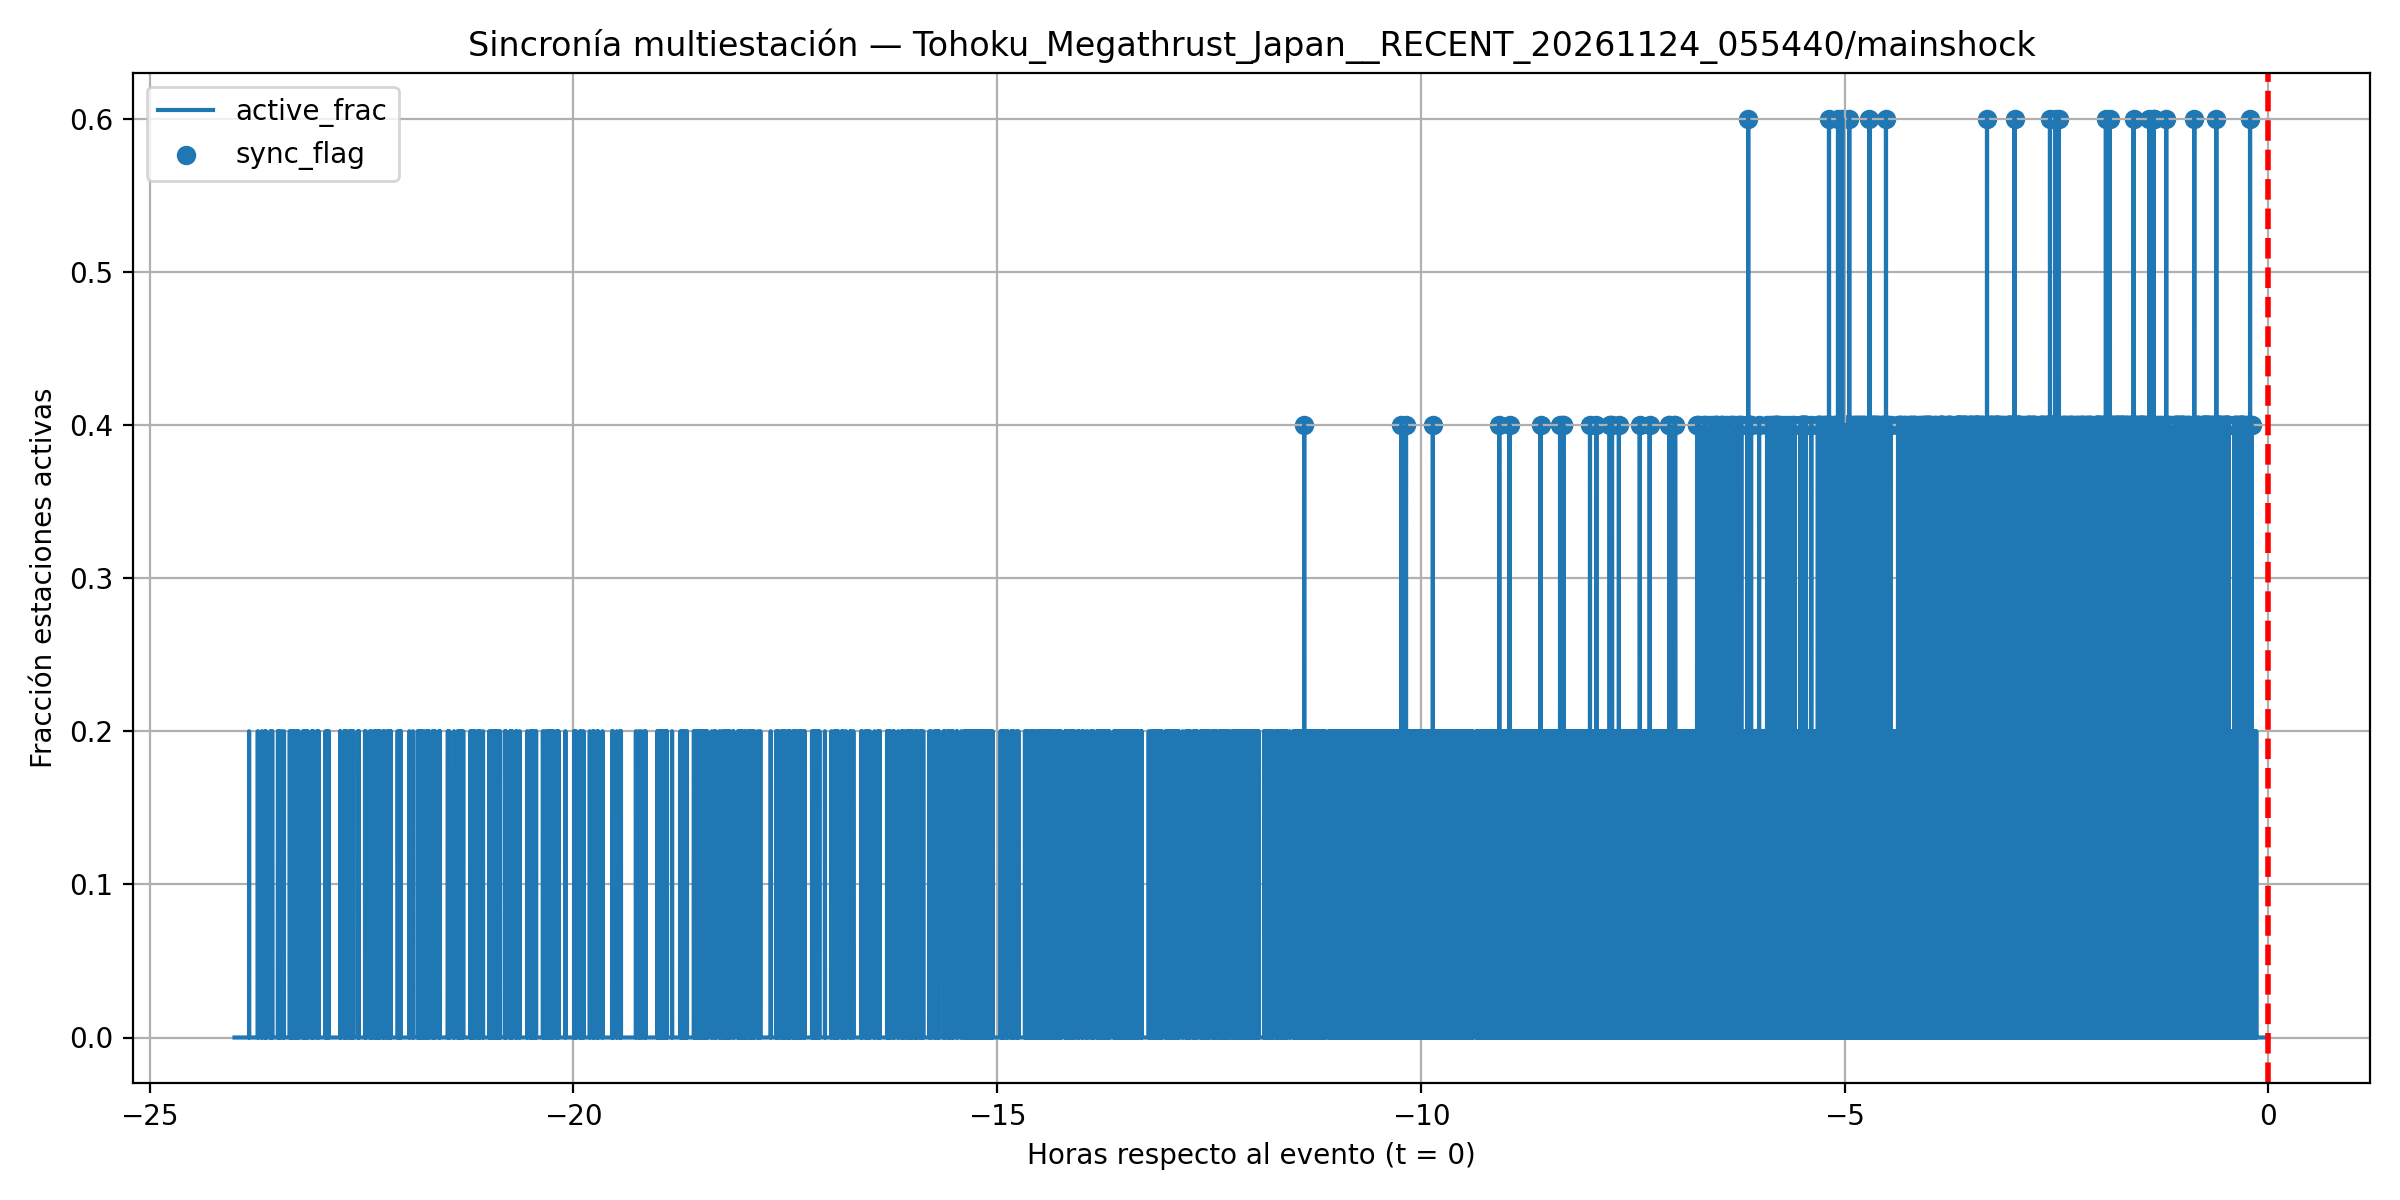 Sincronía multiestación — Tohoku_Megathrust_Japan__RECENT_20261124_055440/mainshock
active_frac
sync_flag
Fracción estaciones activas
0.6
0.5
0.4
0.3
0.2
0.1
0.0
−25
−20
−15
−10
−5
0
Horas respecto al evento (t = 0)